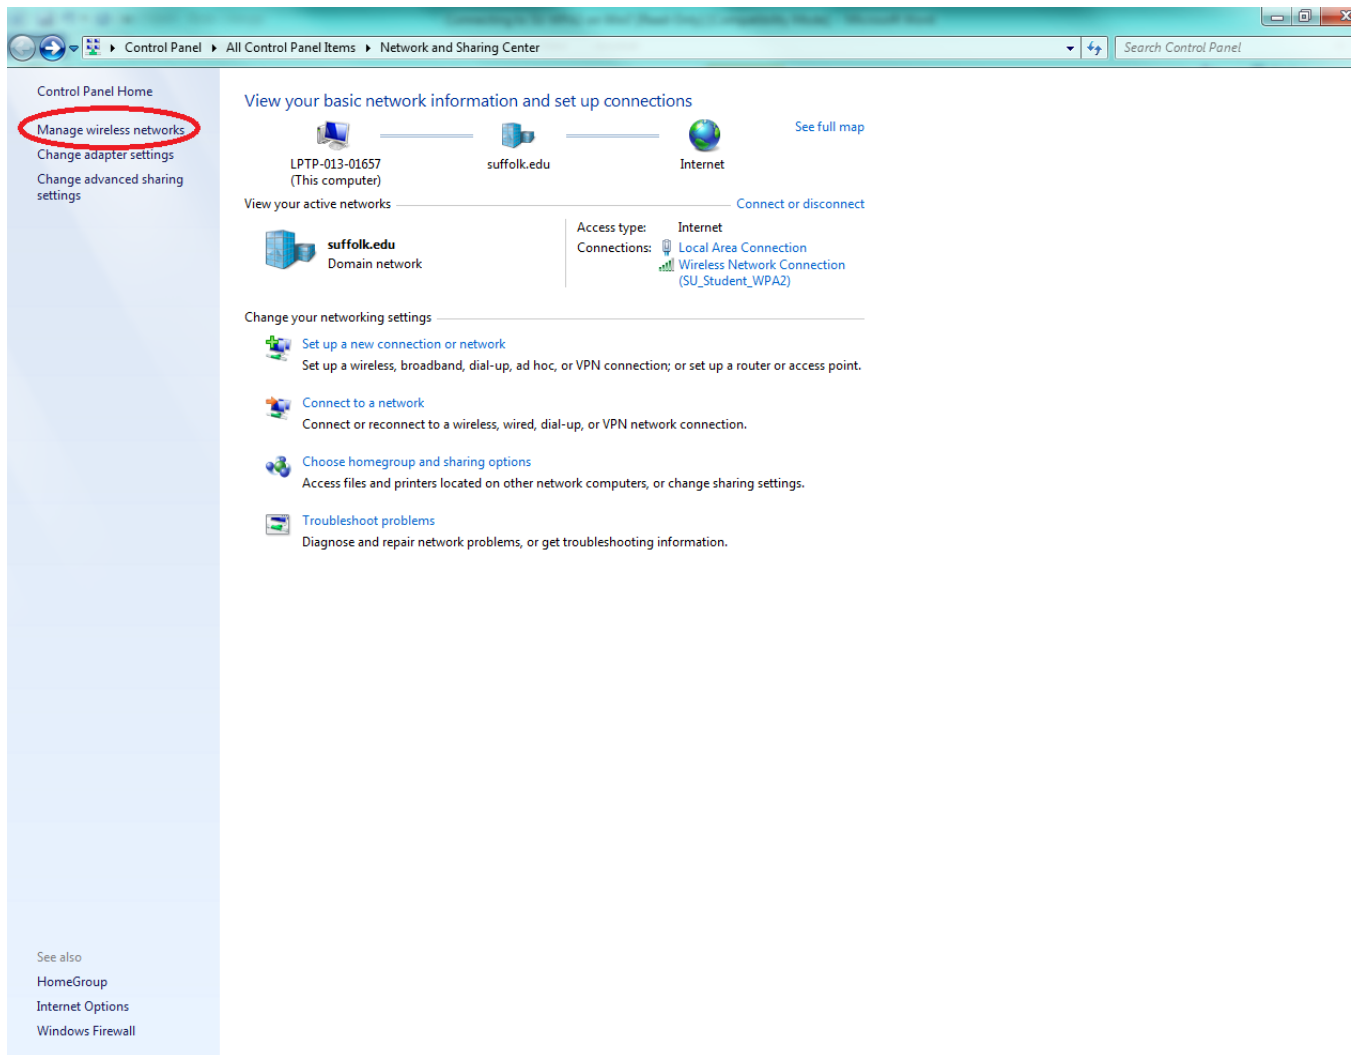 Control Panel ▸ All Control Panel Items ▸ Network and Sharing Center
Search Control Panel
Control Panel Home
Manage wireless networks
Change adapter settings
Change advanced sharing
settings
View your basic network information and set up connections
See full map
LPTP-013-01657
(This computer)
suffolk.edu
Internet
View your active networks
Connect or disconnect
suffolk.edu
Domain network
Access type: Internet
Connections: Local Area Connection
Wireless Network Connection
(SU_Student_WPA2)
Change your networking settings
Set up a new connection or network
Set up a wireless, broadband, dial-up, ad hoc, or VPN connection; or set up a router or access point.
Connect to a network
Connect or reconnect to a wireless, wired, dial-up, or VPN network connection.
Choose homegroup and sharing options
Access files and printers located on other network computers, or change sharing settings.
Troubleshoot problems
Diagnose and repair network problems, or get troubleshooting information.
See also
HomeGroup
Internet Options
Windows Firewall